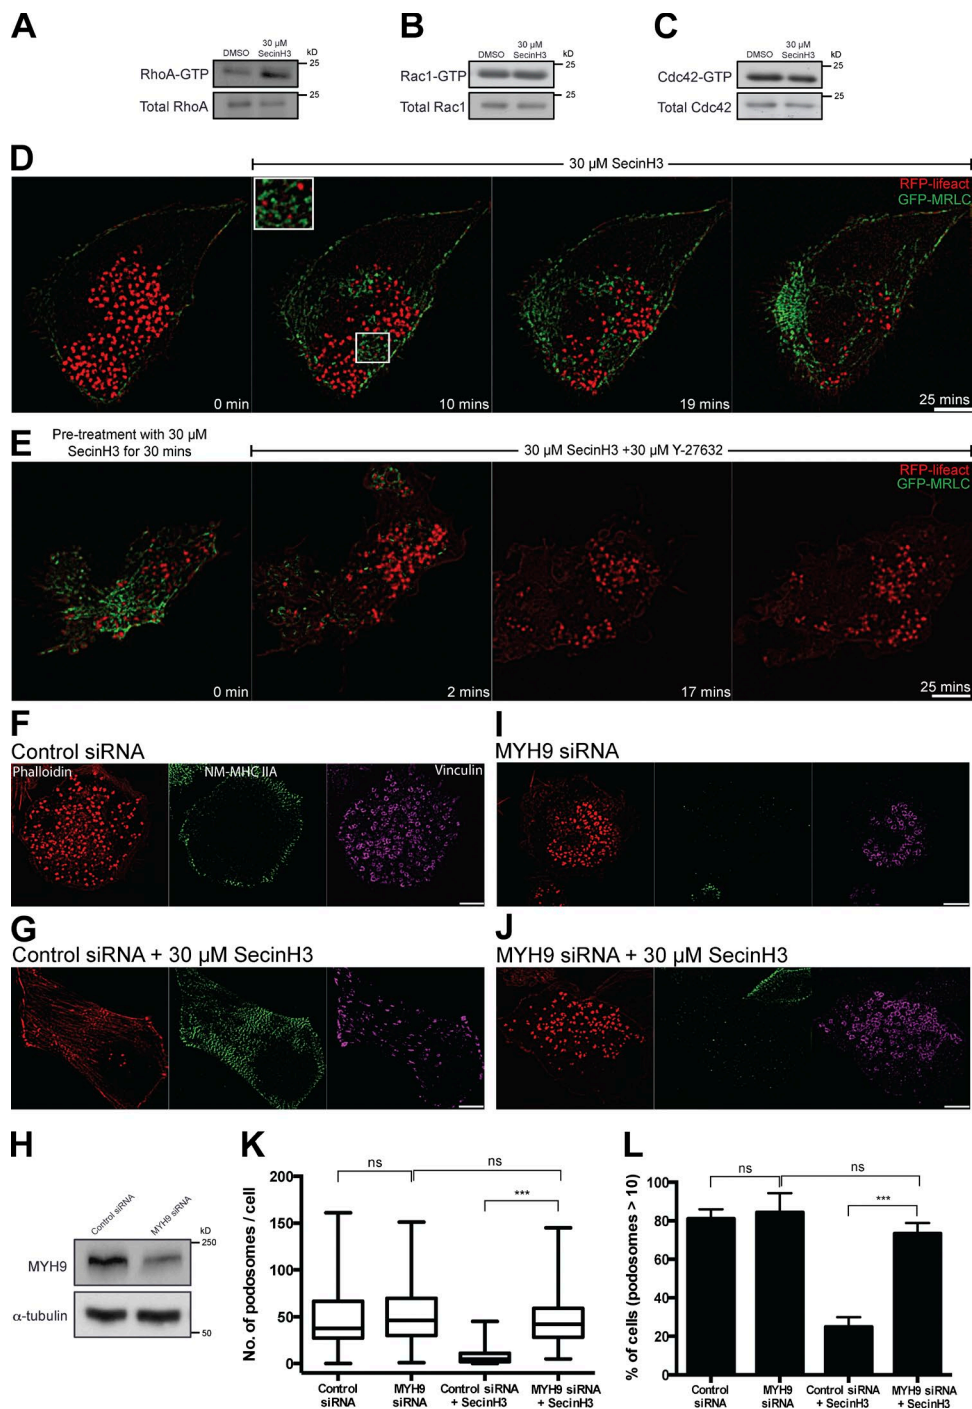 A
B
C
DMSO
30 µM
SecinH3
kD
RhoA-GTP
25
Total RhoA
25
DMSO
30 µM
SecinH3
kD
Rac1-GTP
25
Total Rac1
25
DMSO
30 µM
SecinH3
kD
Cdc42-GTP
25
Total Cdc42
25
D
30 µM SecinH3
RFP-lifeact
GFP-MRLC
0 min
10 mins
19 mins
25 mins
E
Pre-treatment with 30 µM
SecinH3 for 30 mins
30 µM SecinH3 +30 µM Y-27632
RFP-lifeact
GFP-MRLC
0 min
2 mins
17 mins
25 mins
F
Control siRNA
Phalloidin
NM-MHC IIA
Vinculin
I
MYH9 siRNA
G
Control siRNA + 30 µM SecinH3
J
MYH9 siRNA + 30 µM SecinH3
H
Control siRNA
MYH9 siRNA
kD
250
MYH9
α-tubulin
50
K
No. of podosomes / cell
200
150
100
50
0
ns
ns
***
Control
siRNA
MYH9
siRNA
Control siRNA
+ SecinH3
MYH9 siRNA
+ SecinH3
L
% of cells (podosomes > 10)
100
80
60
40
20
0
ns
ns
***
Control
siRNA
MYH9
siRNA
Control siRNA
+ SecinH3
MYH9 siRNA
+ SecinH3